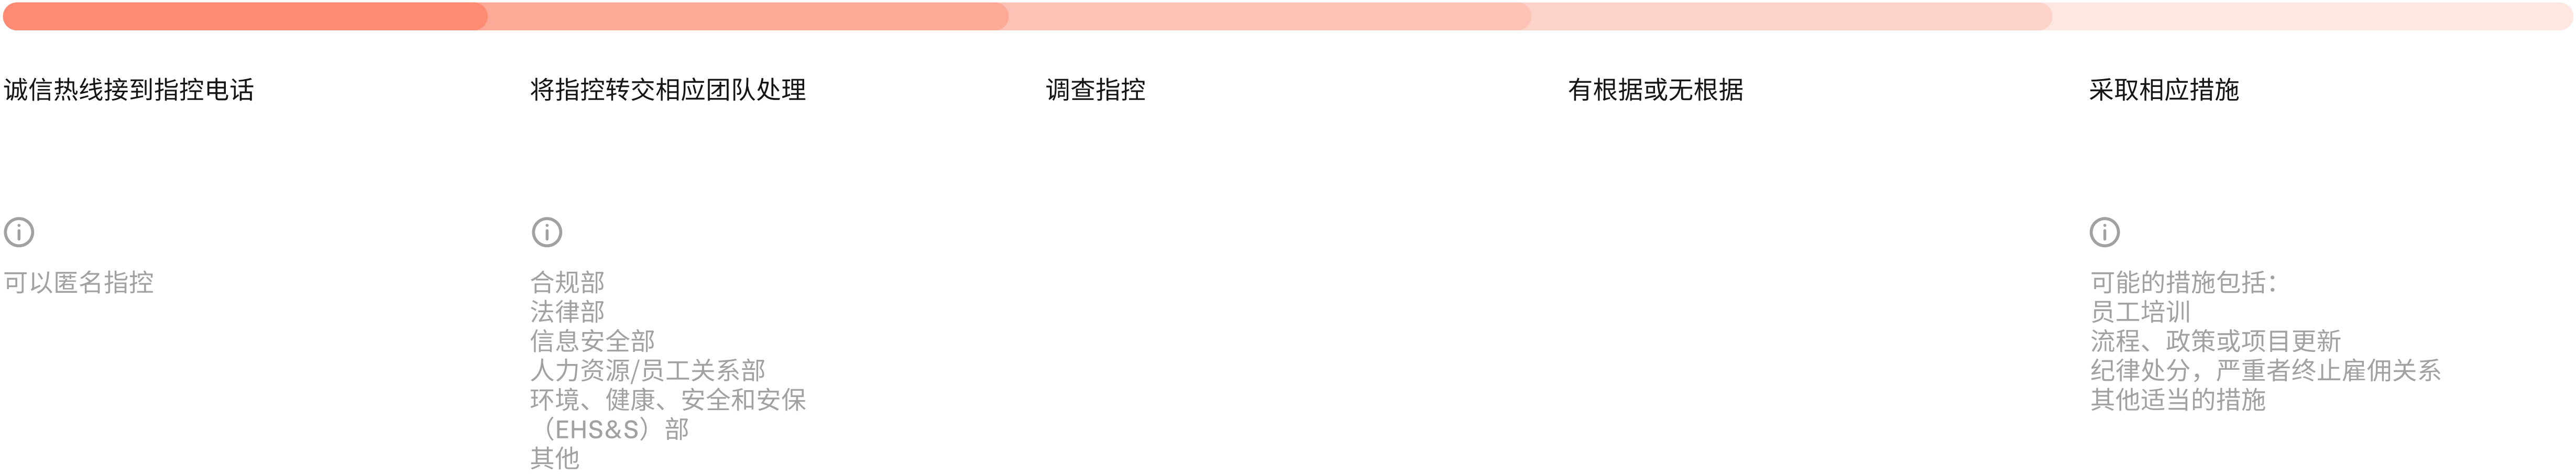 诚信热线接到指控电话
将指控转交相应团队处理
调查指控
有根据或无根据
采取相应措施
可以匿名指控
合规部
法律部
信息安全部
人力资源/员工关系部
环境、健康、安全和安保
（EHS&S）部
其他
可能的措施包括：
员工培训
流程、政策或项目更新
纪律处分，严重者终止雇佣关系
其他适当的措施